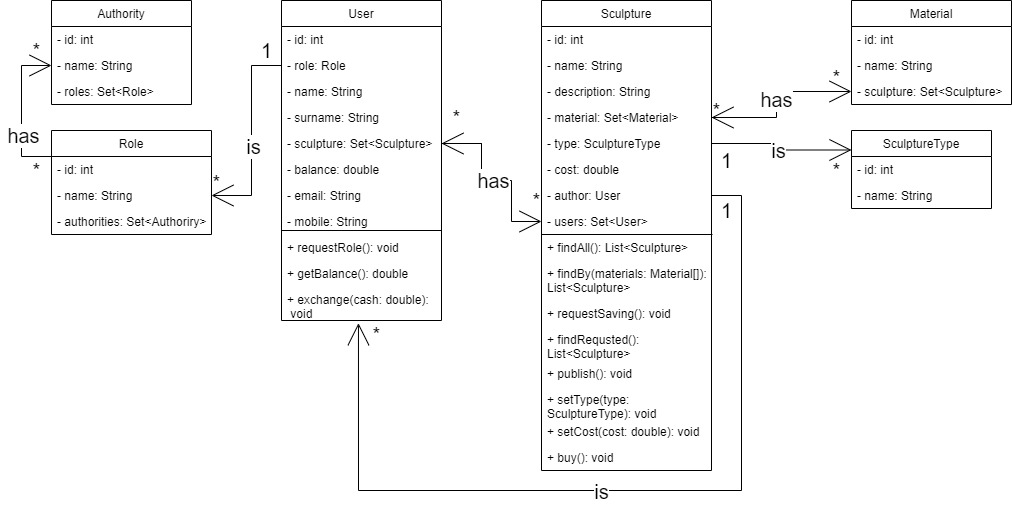 Authority
- id: int
- name: String
- roles: Set<Role>
Role
- id: int
- name: String
- authorities: Set<Authoriry>
User
- id: int
- role: Role
- name: String
- surname: String
- sculpture: Set<Sculpture>
- balance: double
- email: String
- mobile: String
+ requestRole(): void
+ getBalance(): double
+ exchange(cash: double):
void
Sculpture
- id: int
- name: String
- description: String
- material: Set<Material>
- type: SculptureType
- cost: double
- author: User
- users: Set<User>
+ findAll(): List<Sculpture>
+ findBy(materials: Material[]):
List<Sculpture>
+ requestSaving(): void
+ findRequsted():
List<Sculpture>
+ publish(): void
+ setType(type:
SculptureType): void
+ setCost(cost: double): void
+ buy(): void
Material
- id: int
- name: String
- sculpture: Set<Sculpture>
SculptureType
- id: int
- name: String
*
has
*
1
is
*
*
has
*
*
has
*
1
is
*
1
is
*